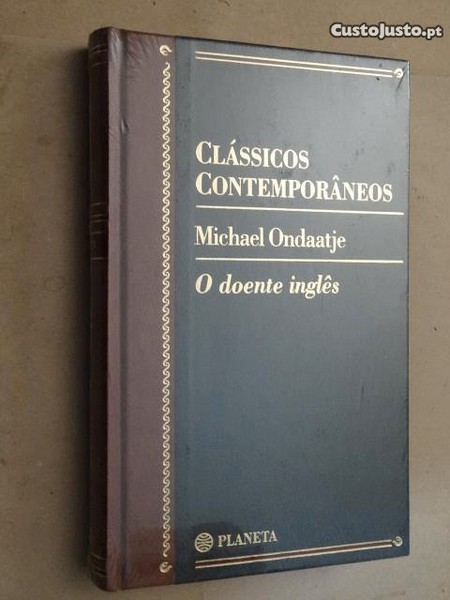 CustoJusto.pt
CLÁSSICOS
CONTEMPORÂNEOS
Michael Ondaatje
O doente inglês
PLANETA